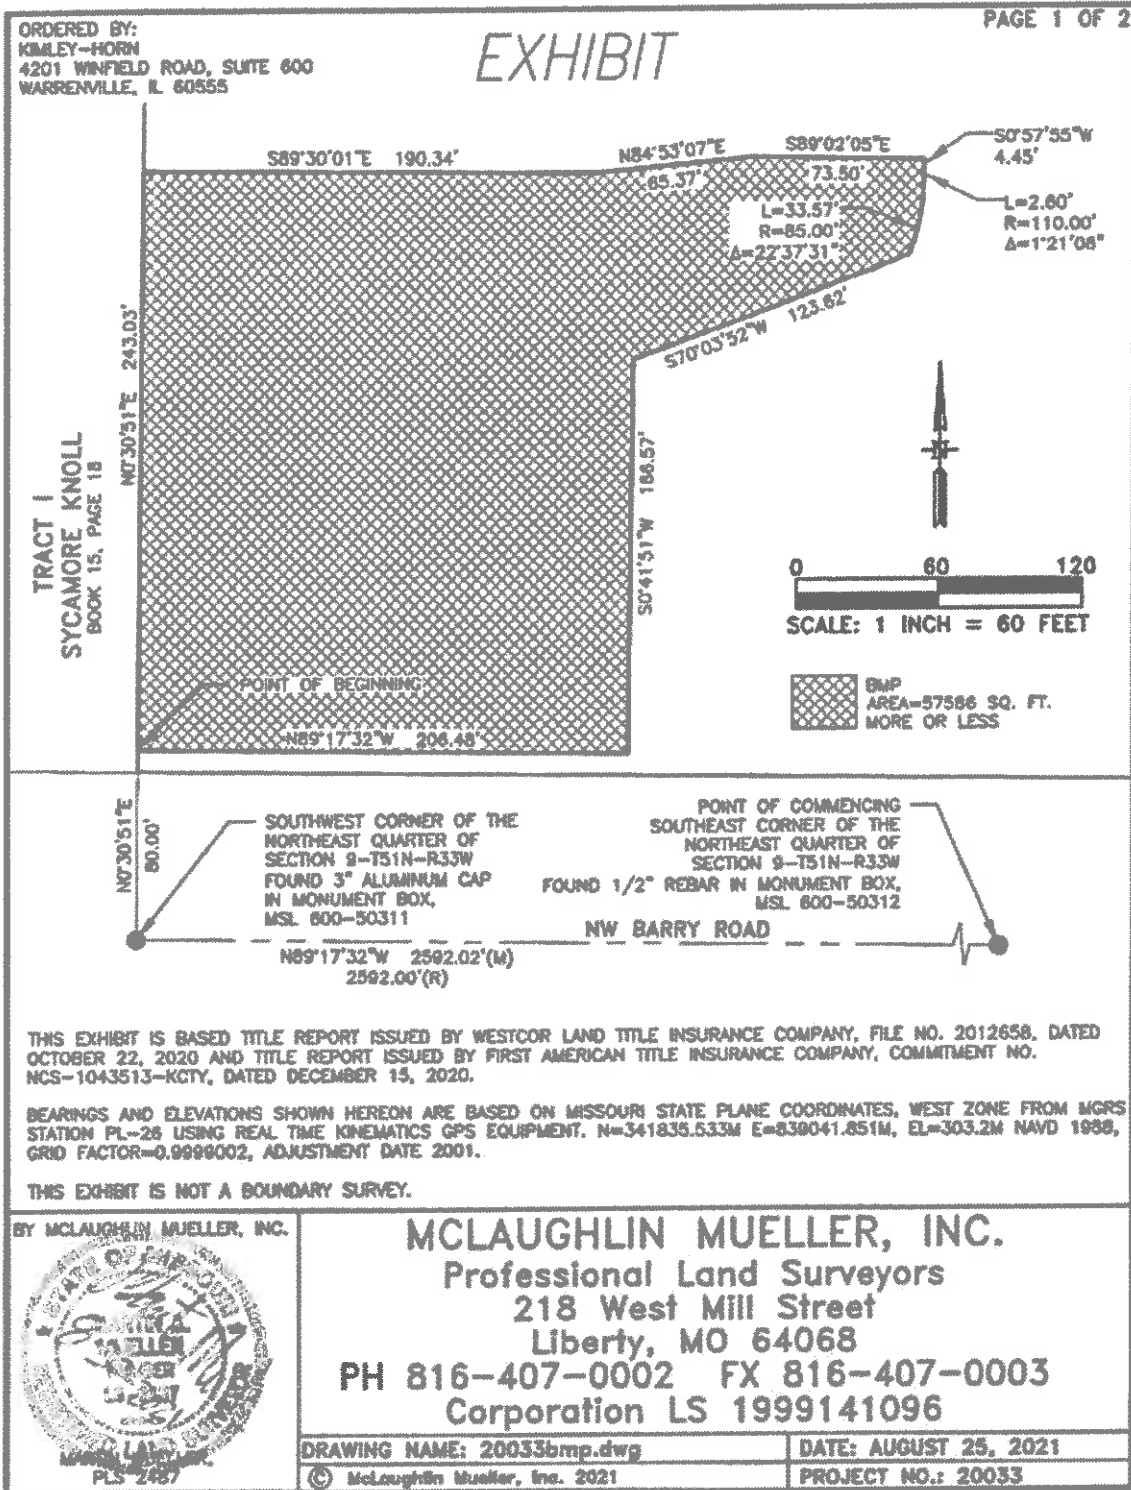 PAGE 1 OF 2
ORDERED BY:
KIMLEY-HORN
4201 WINFIELD ROAD, SUITE 600
WARRENVILLE, IL 60555
EXHIBIT
S89°30'01"E 190.34'
N84°53'07"E
65.37'
S89°02'05"E
73.50'
S0°57'55"W
4.45'
L=2.60'
R=110.00'
Δ=1°21'08"
L=33.57'
R=85.00'
Δ=22°37'31"
S70°03'52"W 123.62'
N0°30'51"E 243.03'
TRACT I
SYCAMORE KNOLL
BOOK 15, PAGE 18
S0°41'51"W 166.57'
0 60 120
SCALE: 1 INCH = 60 FEET
BMP
AREA=57586 SQ. FT.
MORE OR LESS
POINT OF BEGINNING
N89°17'32"W 206.48'
N0°30'51"E
80.00'
SOUTHWEST CORNER OF THE
NORTHEAST QUARTER OF
SECTION 9-T51N-R33W
FOUND 3" ALUMINUM CAP
IN MONUMENT BOX,
MSL 600-50311
POINT OF COMMENCING
SOUTHEAST CORNER OF THE
NORTHEAST QUARTER OF
SECTION 9-T51N-R33W
FOUND 1/2" REBAR IN MONUMENT BOX,
MSL 600-50312
NW BARRY ROAD
N89°17'32"W 2592.02'(M)
2592.00'(R)
THIS EXHIBIT IS BASED TITLE REPORT ISSUED BY WESTCOR LAND TITLE INSURANCE COMPANY, FILE NO. 2012658, DATED
OCTOBER 22, 2020 AND TITLE REPORT ISSUED BY FIRST AMERICAN TITLE INSURANCE COMPANY, COMMITMENT NO.
NCS-1043513-KCTY, DATED DECEMBER 15, 2020.
BEARINGS AND ELEVATIONS SHOWN HEREON ARE BASED ON MISSOURI STATE PLANE COORDINATES, WEST ZONE FROM MGRS
STATION PL-26 USING REAL TIME KINEMATICS GPS EQUIPMENT. N=341835.533M E=839041.851M, EL=303.2M NAVD 1988,
GRID FACTOR=0.9999002, ADJUSTMENT DATE 2001.
THIS EXHIBIT IS NOT A BOUNDARY SURVEY.
BY MCLAUGHLIN MUELLER, INC.
STATE OF MISSOURI
PLS-2487
MCLAUGHLIN MUELLER, INC.
Professional Land Surveyors
218 West Mill Street
Liberty, MO 64068
PH 816-407-0002 FX 816-407-0003
Corporation LS 1999141096
DRAWING NAME: 20033bmp.dwg
DATE: AUGUST 25, 2021
© McLaughlin Mueller, Inc. 2021
PROJECT NO.: 20033